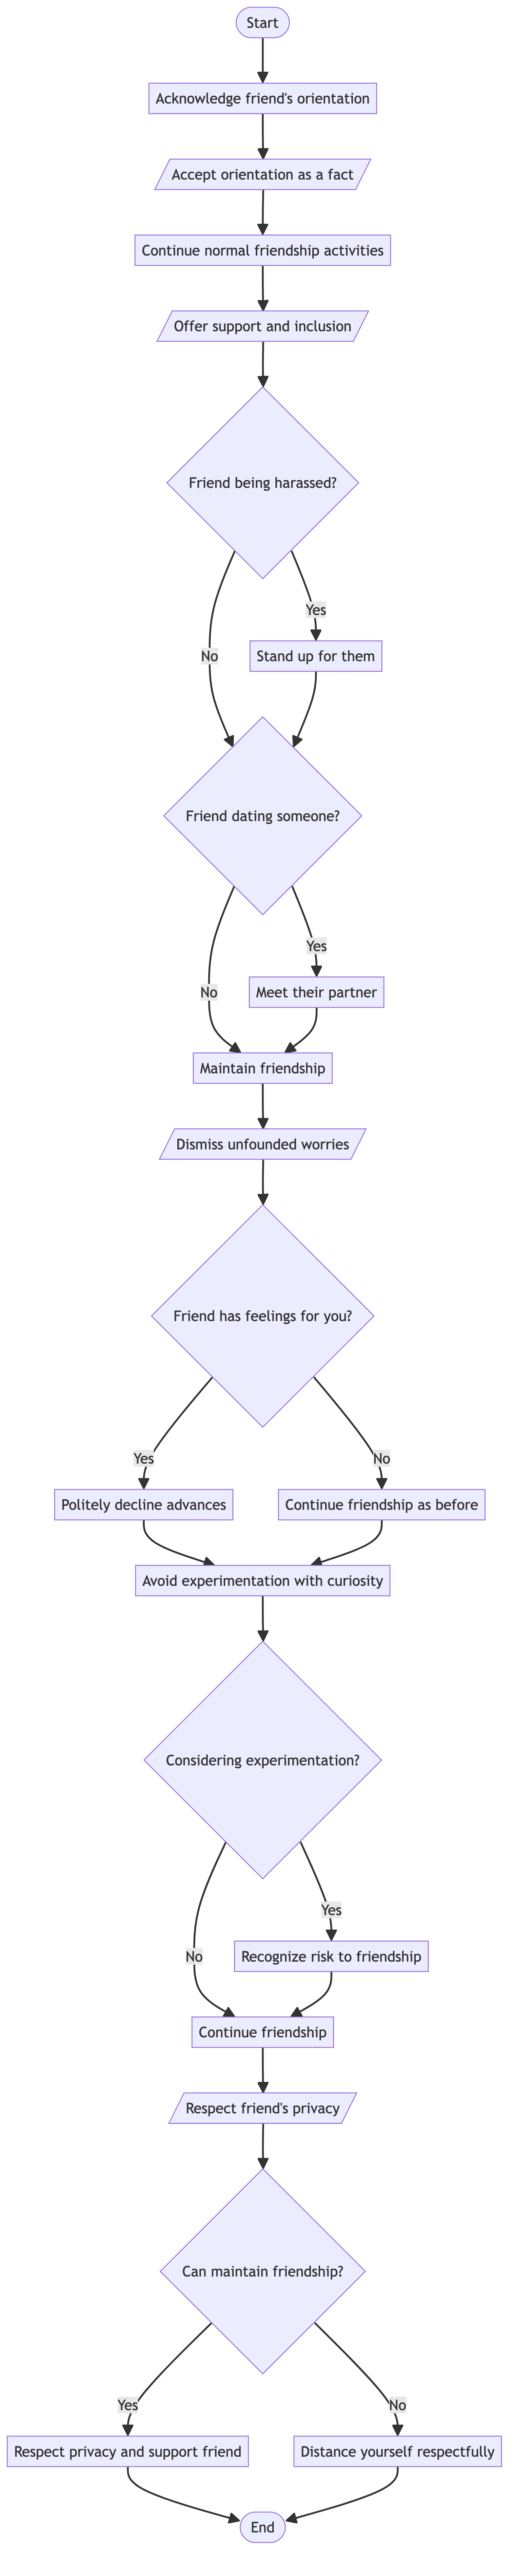 Start
Acknowledge friend's orientation
Accept orientation as a fact
Continue normal friendship activities
Offer support and inclusion
Friend being harassed?
Yes
No
Stand up for them
Friend dating someone?
Yes
No
Meet their partner
Maintain friendship
Dismiss unfounded worries
Friend has feelings for you?
Yes
No
Politely decline advances
Continue friendship as before
Avoid experimentation with curiosity
Considering experimentation?
Yes
No
Recognize risk to friendship
Continue friendship
Respect friend's privacy
Can maintain friendship?
Yes
No
Respect privacy and support friend
Distance yourself respectfully
End